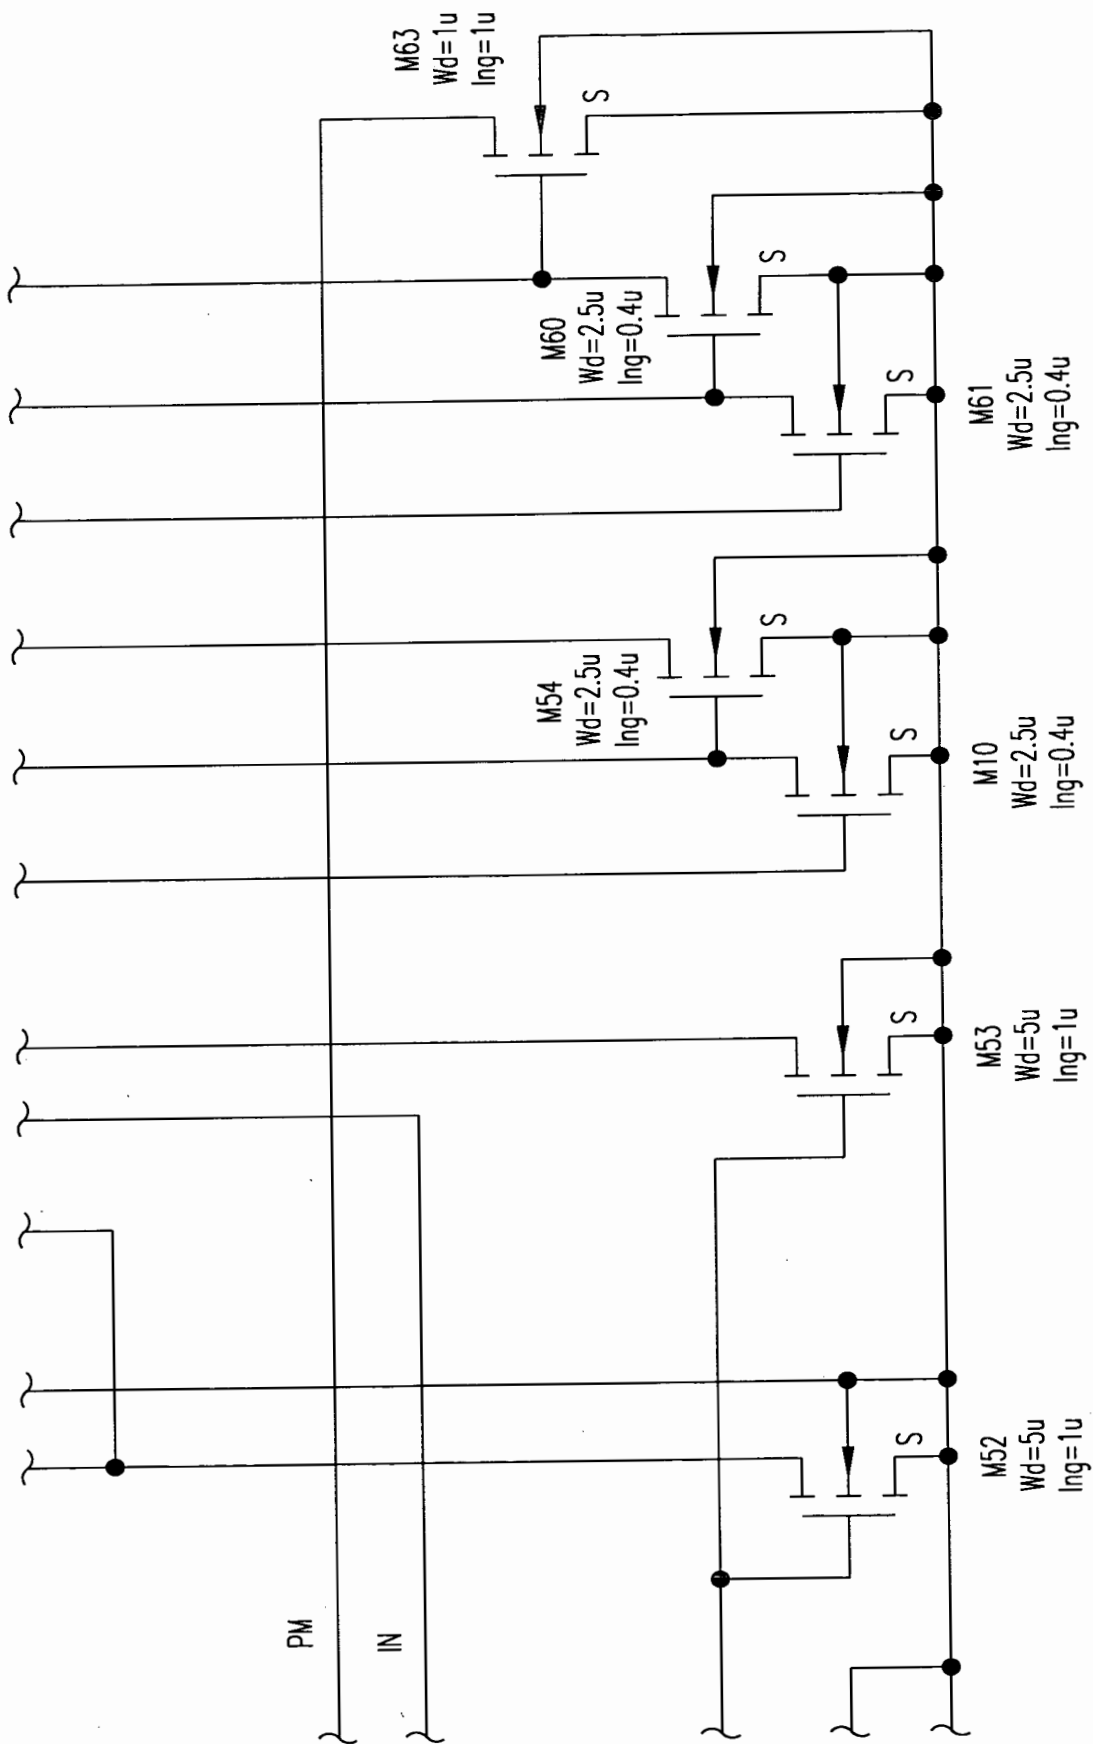 PM
IN
M52
Wd=5u
lng=1u
S
M53
Wd=5u
lng=1u
S
M10
Wd=2.5u
lng=0.4u
S
M54
Wd=2.5u
lng=0.4u
S
M61
Wd=2.5u
lng=0.4u
S
M60
Wd=2.5u
lng=0.4u
S
M63
Wd=1u
lng=1u
S